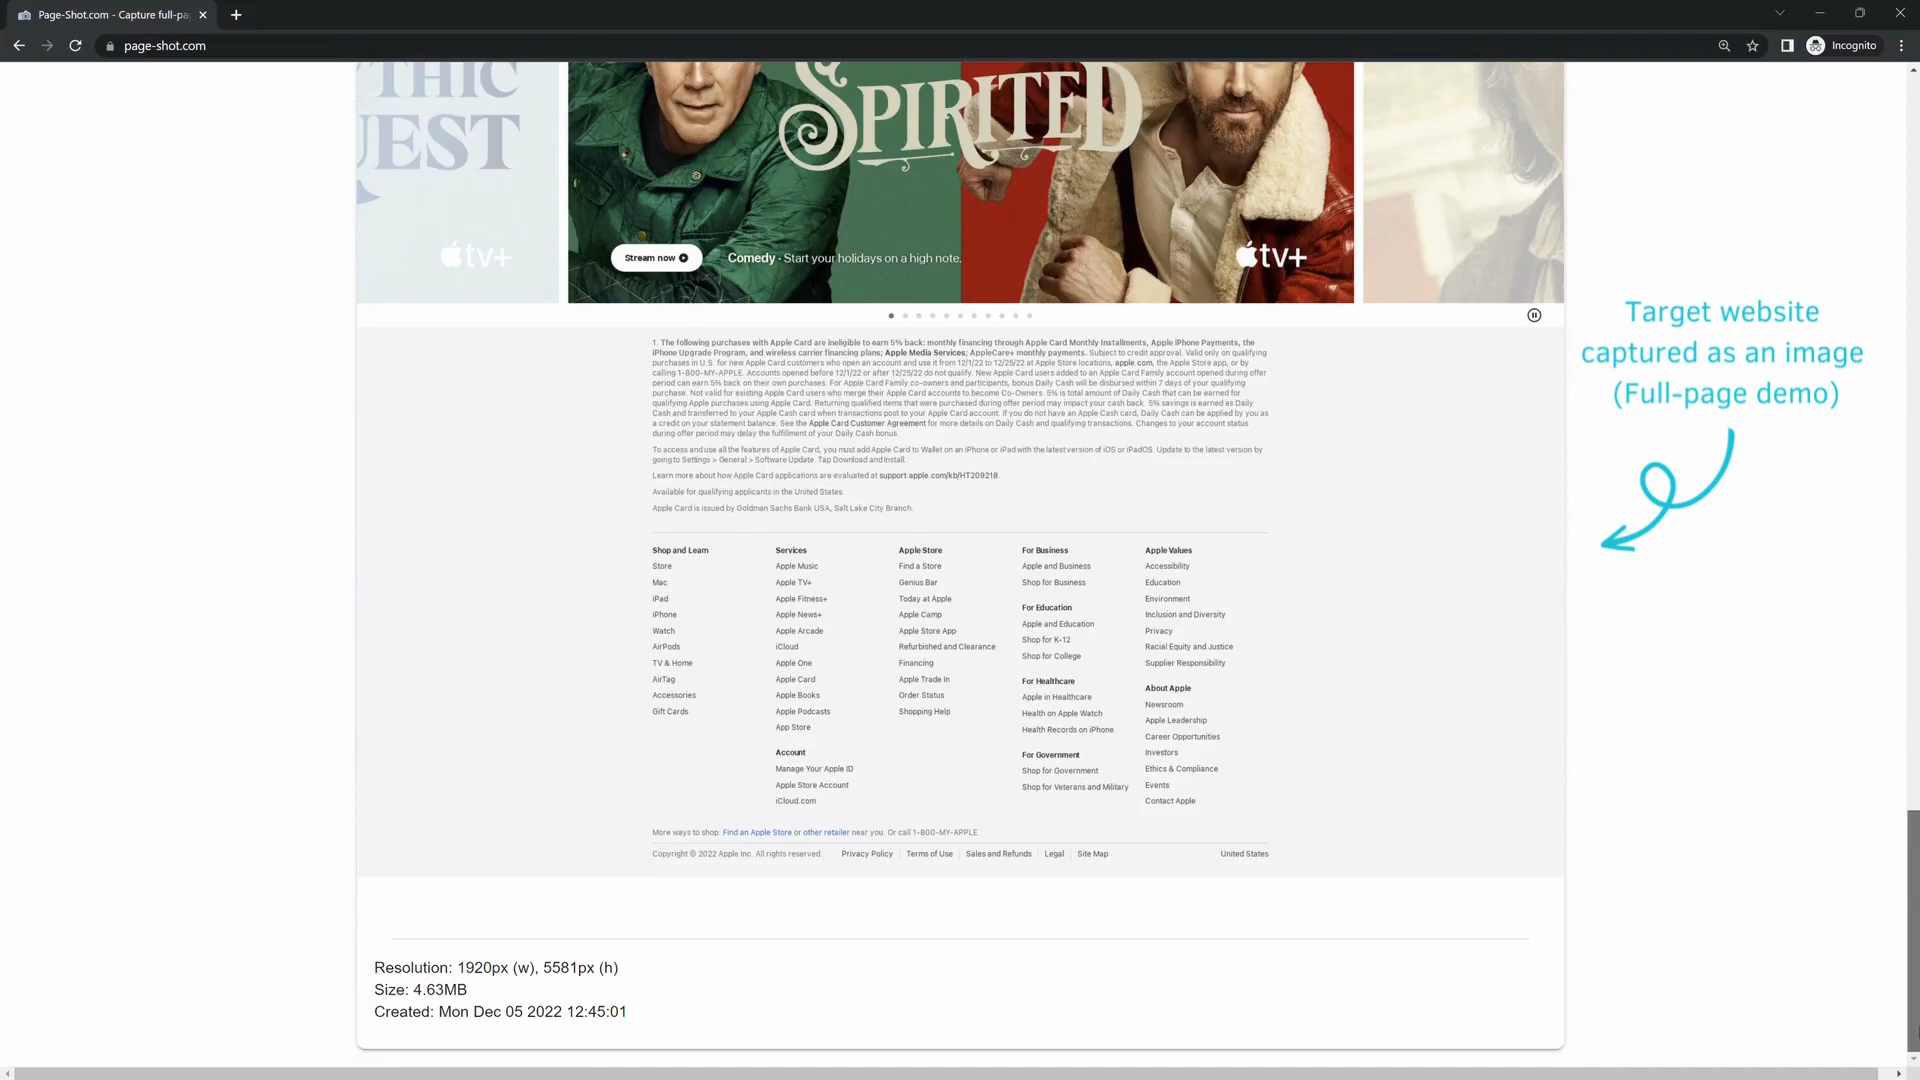 Page-Shot.com - Capture full-pa
page-shot.com
Incognito
THIC
UEST
SPIRITED
tv+
Stream now
Comedy · Start your holidays on a high note.
tv+
Target website
captured as an image
(Full-page demo)
1. The following purchases with Apple Card are ineligible to earn 5% back: monthly financing through Apple Card Monthly Installments, Apple iPhone Payments, the
iPhone Upgrade Program, and wireless carrier financing plans; Apple Media Services; AppleCare+ monthly payments. Subject to credit approval. Valid only on qualifying
purchases in U.S. for new Apple Card customers who open an account and use it from 12/1/22 to 12/25/22 at Apple Store locations, apple.com, the Apple Store app, or by
calling 1-800-MY-APPLE. Accounts opened before 12/1/22 or after 12/25/22 do not qualify. New Apple Card users added to an Apple Card Family account opened during offer
period can earn 5% back on their own purchases. For Apple Card Family co-owners and participants, bonus Daily Cash will be disbursed within 7 days of your qualifying
purchase. Not valid for existing Apple Card users who merge their Apple Card accounts to become Co-Owners. 5% is total amount of Daily Cash that can be earned for
qualifying Apple purchases using Apple Card. Returning qualified items that were purchased during offer period may impact your cash back. 5% savings is earned as Daily
Cash and transferred to your Apple Cash card when transactions post to your Apple Card account. If you do not have an Apple Cash card, Daily Cash can be applied by you as
a credit on your statement balance. See the Apple Card Customer Agreement for more details on Daily Cash and qualifying transactions. Changes to your account status
during offer period may delay the fulfillment of your Daily Cash bonus.
To access and use all the features of Apple Card, you must add Apple Card to Wallet on an iPhone or iPad with the latest version of iOS or iPadOS. Update to the latest version by
going to Settings > General > Software Update. Tap Download and Install.
Learn more about how Apple Card applications are evaluated at support.apple.com/kb/HT209218.
Available for qualifying applicants in the United States.
Apple Card is issued by Goldman Sachs Bank USA, Salt Lake City Branch.
Shop and Learn
Store
Mac
iPad
iPhone
Watch
AirPods
TV & Home
AirTag
Accessories
Gift Cards
Services
Apple Music
Apple TV+
Apple Fitness+
Apple News+
Apple Arcade
iCloud
Apple One
Apple Card
Apple Books
Apple Podcasts
App Store
Account
Manage Your Apple ID
Apple Store Account
iCloud.com
Apple Store
Find a Store
Genius Bar
Today at Apple
Apple Camp
Apple Store App
Refurbished and Clearance
Financing
Apple Trade In
Order Status
Shopping Help
For Business
Apple and Business
Shop for Business
For Education
Apple and Education
Shop for K-12
Shop for College
For Healthcare
Apple in Healthcare
Health on Apple Watch
Health Records on iPhone
For Government
Shop for Government
Shop for Veterans and Military
Apple Values
Accessibility
Education
Environment
Inclusion and Diversity
Privacy
Racial Equity and Justice
Supplier Responsibility
About Apple
Newsroom
Apple Leadership
Career Opportunities
Investors
Ethics & Compliance
Events
Contact Apple
More ways to shop: Find an Apple Store or other retailer near you. Or call 1-800-MY-APPLE.
Copyright © 2022 Apple Inc. All rights reserved. Privacy Policy Terms of Use Sales and Refunds Legal Site Map United States
Resolution: 1920px (w), 5581px (h)
Size: 4.63MB
Created: Mon Dec 05 2022 12:45:01